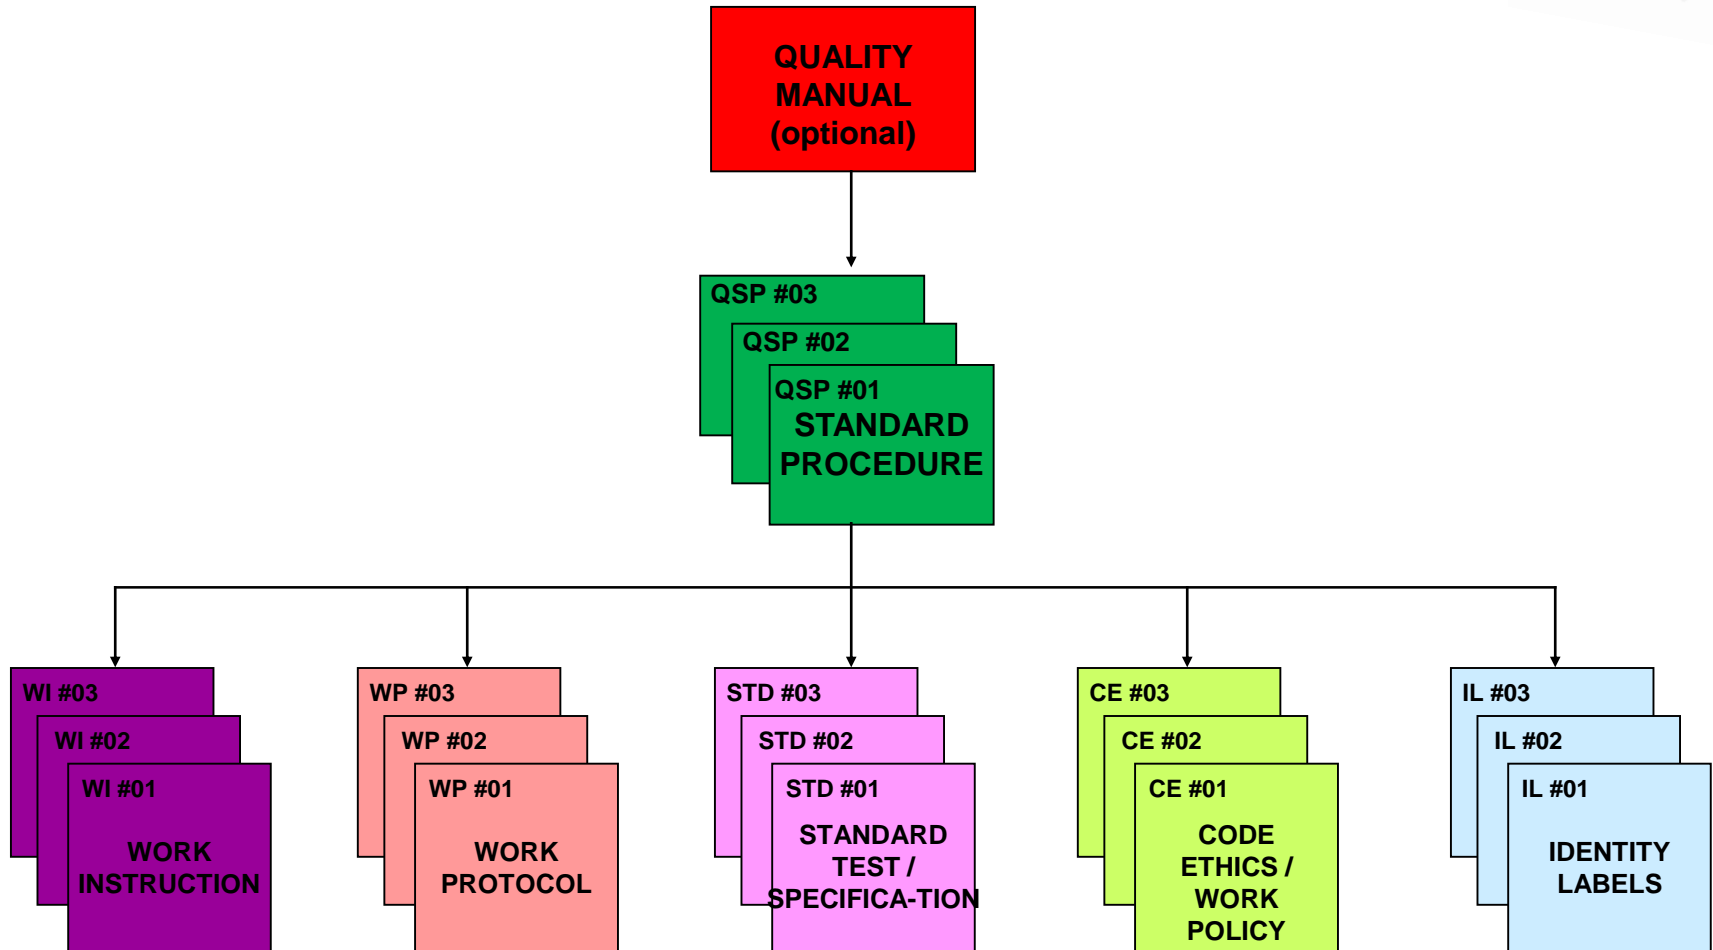 QUALITY
MANUAL
(optional)
QSP #03
QSP #02
QSP #01
STANDARD
PROCEDURE
WI #03
WI #02
WI #01
WORK
INSTRUCTION
WP #03
WP #02
WP #01
WORK
PROTOCOL
STD #03
STD #02
STD #01
STANDARD
TEST /
SPECIFICA-TION
CE #03
CE #02
CE #01
CODE
ETHICS /
WORK
POLICY
IL #03
IL #02
IL #01
IDENTITY
LABELS